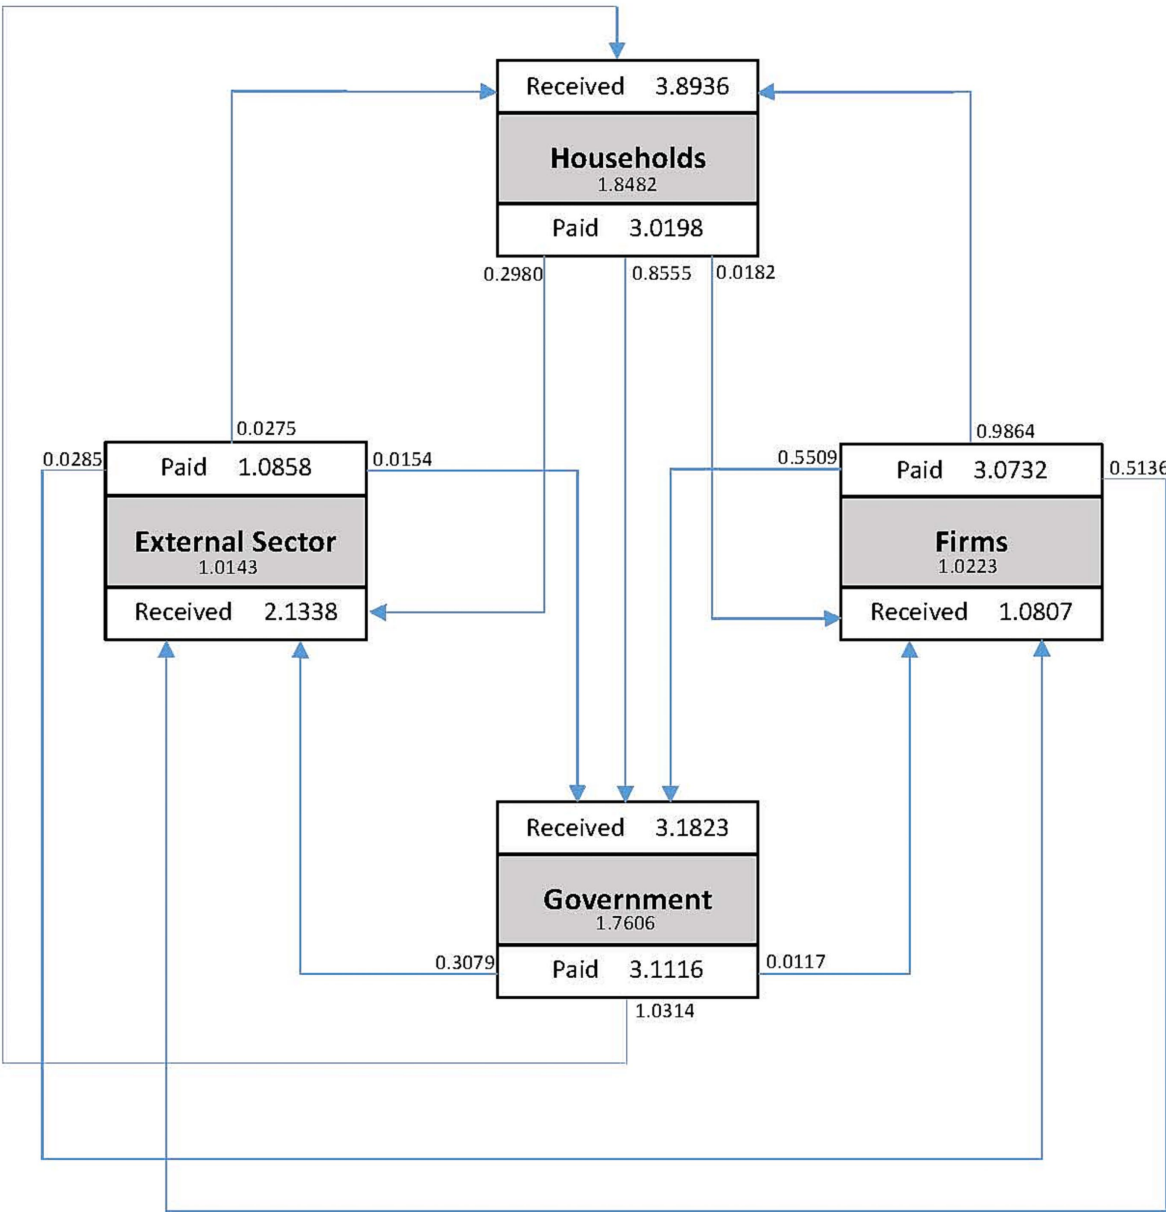 Received 3.8936
Households
1.8482
Paid 3.0198
0.2980
0.8555
0.0182
0.0275
0.9864
0.0285
Paid 1.0858
0.0154
0.5509
Paid 3.0732
0.5136
External Sector
1.0143
Firms
1.0223
Received 2.1338
Received 1.0807
Received 3.1823
Government
1.7606
0.3079
Paid 3.1116
0.0117
1.0314